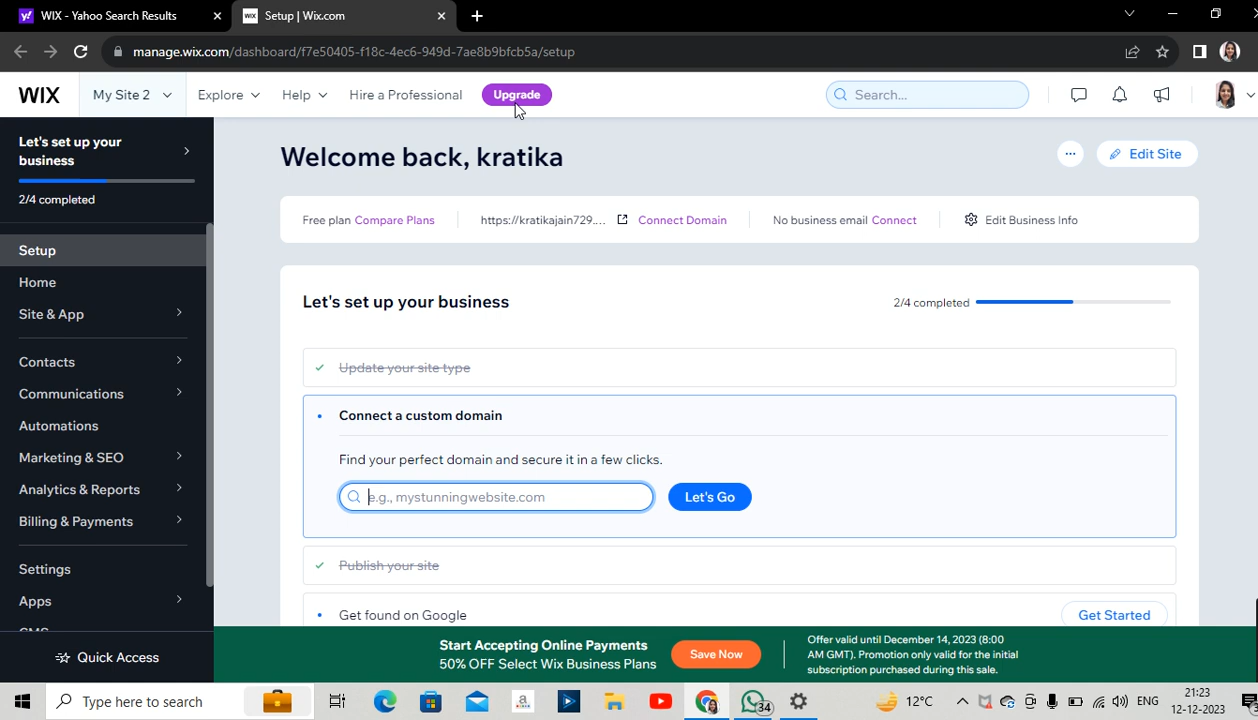 WIX - Yahoo Search Results
Setup | Wix.com
manage.wix.com/dashboard/f7e50405-f18c-4ec6-949d-7ae8b9bfcb5a/setup
WIX
My Site 2
Explore
Help
Hire a Professional
Upgrade
Search...
Let's set up your
business
2/4 completed
Setup
Home
Site & App
Contacts
Communications
Automations
Marketing & SEO
Analytics & Reports
Billing & Payments
Settings
Apps
Quick Access
Welcome back, kratika
Edit Site
Free plan Compare Plans
https://kratikajain729.... Connect Domain
No business email Connect
Edit Business Info
Let's set up your business
2/4 completed
Update your site type
Connect a custom domain
Find your perfect domain and secure it in a few clicks.
e.g., mystunningwebsite.com
Let's Go
Publish your site
Get found on Google
Get Started
Start Accepting Online Payments
50% OFF Select Wix Business Plans
Save Now
Offer valid until December 14, 2023 (8:00
AM GMT). Promotion only valid for the initial
subscription purchased during this sale.
Type here to search
a
34
12°C
ENG
21:23
12-12-2023